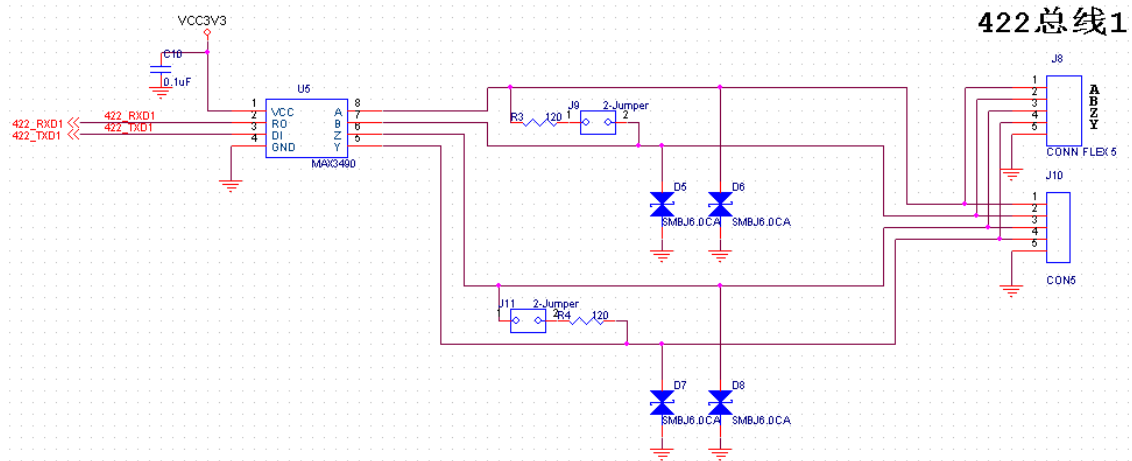 422总线1
VCC3V3
C10
0.1uF
U5
1 VCC A 8
2 RO B 7
3 DI Z 6
4 GND Y 5
MAX3490
422_RXD1 422_RXD1
422_TXD1 422_TXD1
R3 120
J9 2-Jumper
1 2
D5 D6
SMBJ6.0CA SMBJ6.0CA
J11 2-Jumper
1 2
R4 120
D7 D8
SMBJ6.0CA SMBJ6.0CA
J8
1
2
3
4
5
A
B
Z
Y
CONN FLEX 5
J10
1
2
3
4
5
CON5